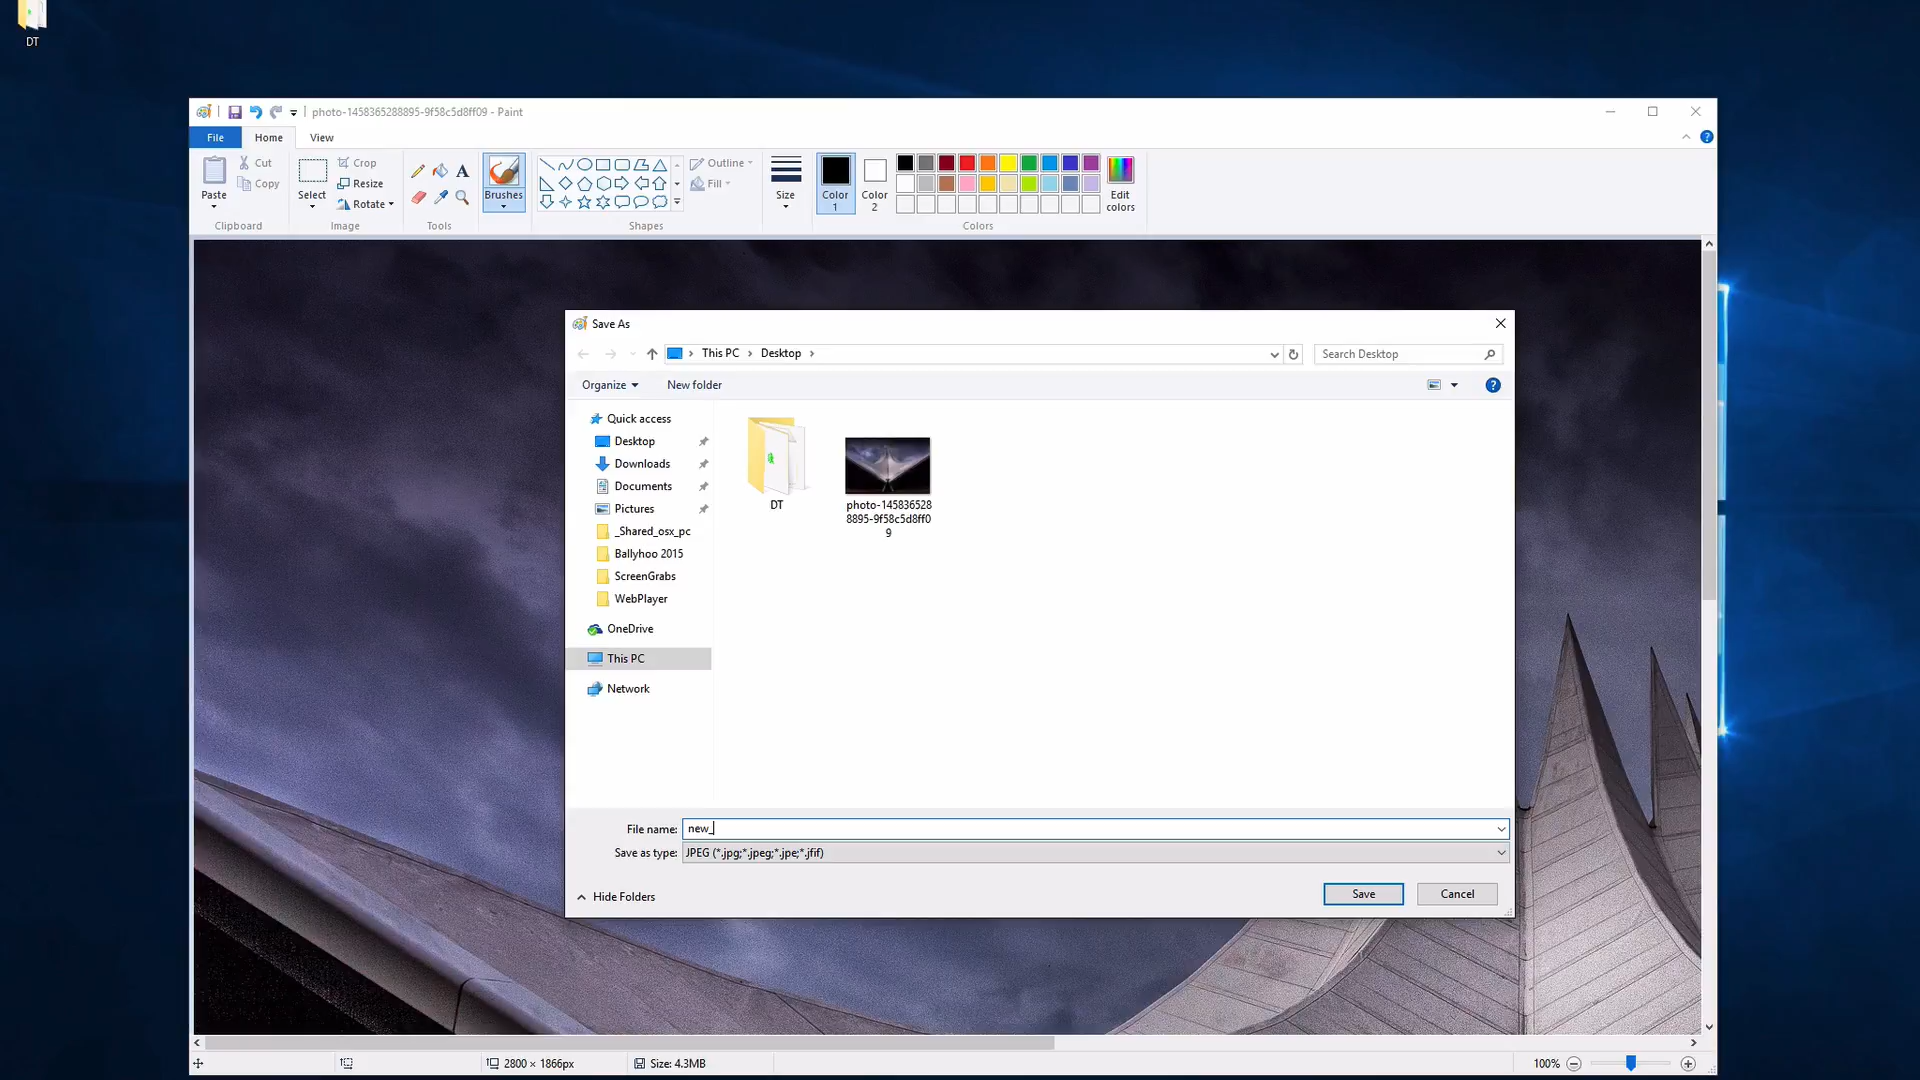 DT
photo-1458365288895-9f58c5d8ff09 - Paint
File
Home
View
Paste
Cut
Copy
Clipboard
Select
Crop
Resize
Rotate
Image
A
Tools
Brushes
Shapes
Outline
Fill
Size
Color
1
Color
2
Edit
colors
Colors
Save As
This PC
Desktop
Search Desktop
Organize
New folder
Quick access
Desktop
Downloads
Documents
Pictures
_Shared_osx_pc
Ballyhoo 2015
ScreenGrabs
WebPlayer
OneDrive
This PC
Network
DT
photo-145836528
8895-9f58c5d8ff0
9
File name: new_
Save as type: JPEG (*.jpg;*.jpeg;*.jpe;*.jfif)
Hide Folders
Save
Cancel
2800 × 1866px
Size: 4.3MB
100%